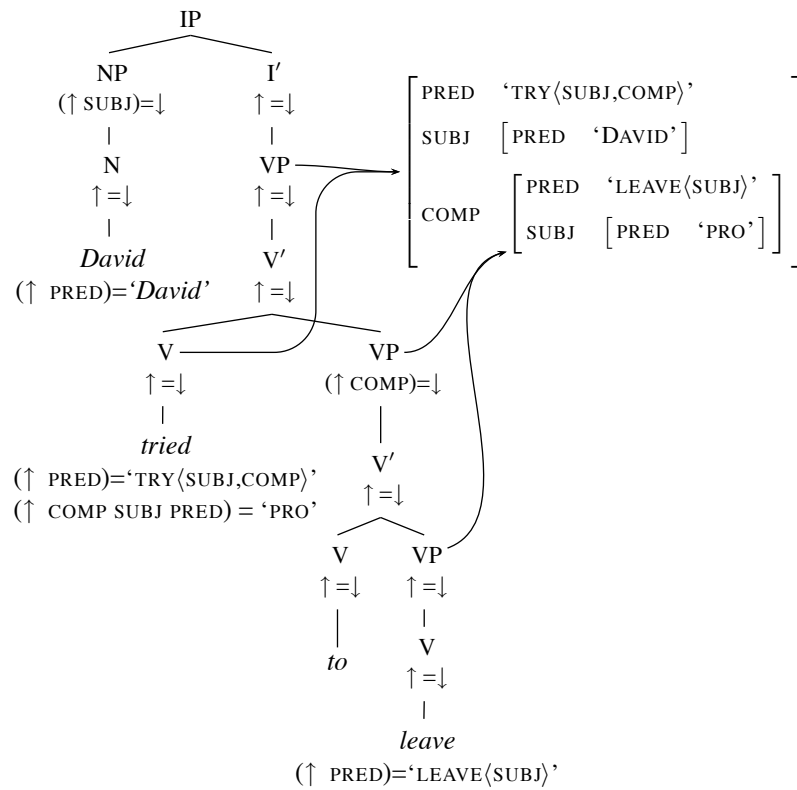 IP
NP I′
(↑ SUBJ)=↓ ↑=↓
N VP
↑=↓ ↑=↓
David V′
(↑ PRED)=‘David’ ↑=↓
PRED ‘TRY⟨SUBJ,COMP⟩’
SUBJ [PRED ‘DAVID’]
COMP [PRED ‘LEAVE⟨SUBJ⟩’
SUBJ [PRED ‘PRO’]]
V VP
↑=↓ (↑ COMP)=↓
tried
(↑ PRED)=‘TRY⟨SUBJ,COMP⟩’
(↑ COMP SUBJ PRED) = ‘PRO’
V′
↑=↓
V VP
↑=↓ ↑=↓
to V
↑=↓
leave
(↑ PRED)=‘LEAVE⟨SUBJ⟩’